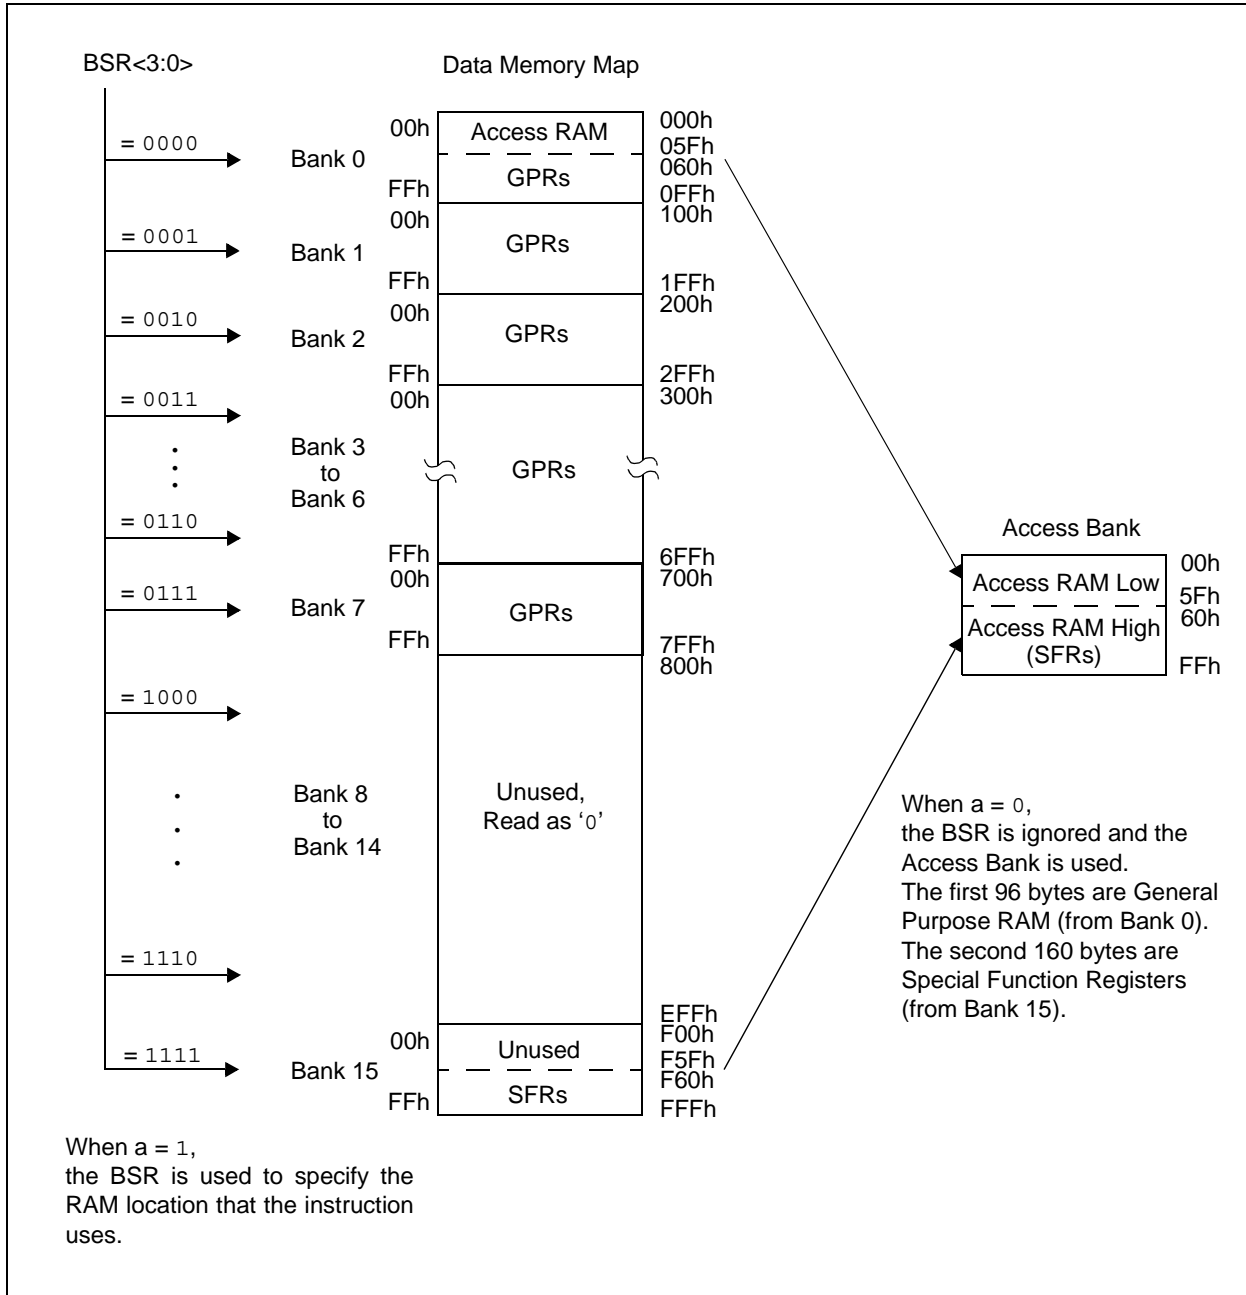 BSR<3:0>
Data Memory Map
= 0000
Bank 0
00h
Access RAM
000h
05Fh
060h
FFh
GPRs
0FFh
= 0001
Bank 1
00h
GPRs
100h
FFh
1FFh
= 0010
Bank 2
00h
GPRs
200h
FFh
2FFh
= 0011
00h
300h
Bank 3
to
Bank 6
GPRs
= 0110
FFh
6FFh
= 0111
Bank 7
00h
GPRs
700h
FFh
7FFh
800h
= 1000
Bank 8
to
Bank 14
Unused,
Read as ‘0’
= 1110
EFFh
= 1111
Bank 15
00h
Unused
F00h
F5Fh
F60h
FFh
SFRs
FFFh
Access Bank
Access RAM Low
00h
5Fh
60h
Access RAM High
(SFRs)
FFh
When a = 0,
the BSR is ignored and the
Access Bank is used.
The first 96 bytes are General
Purpose RAM (from Bank 0).
The second 160 bytes are
Special Function Registers
(from Bank 15).
When a = 1,
the BSR is used to specify the
RAM location that the instruction
uses.